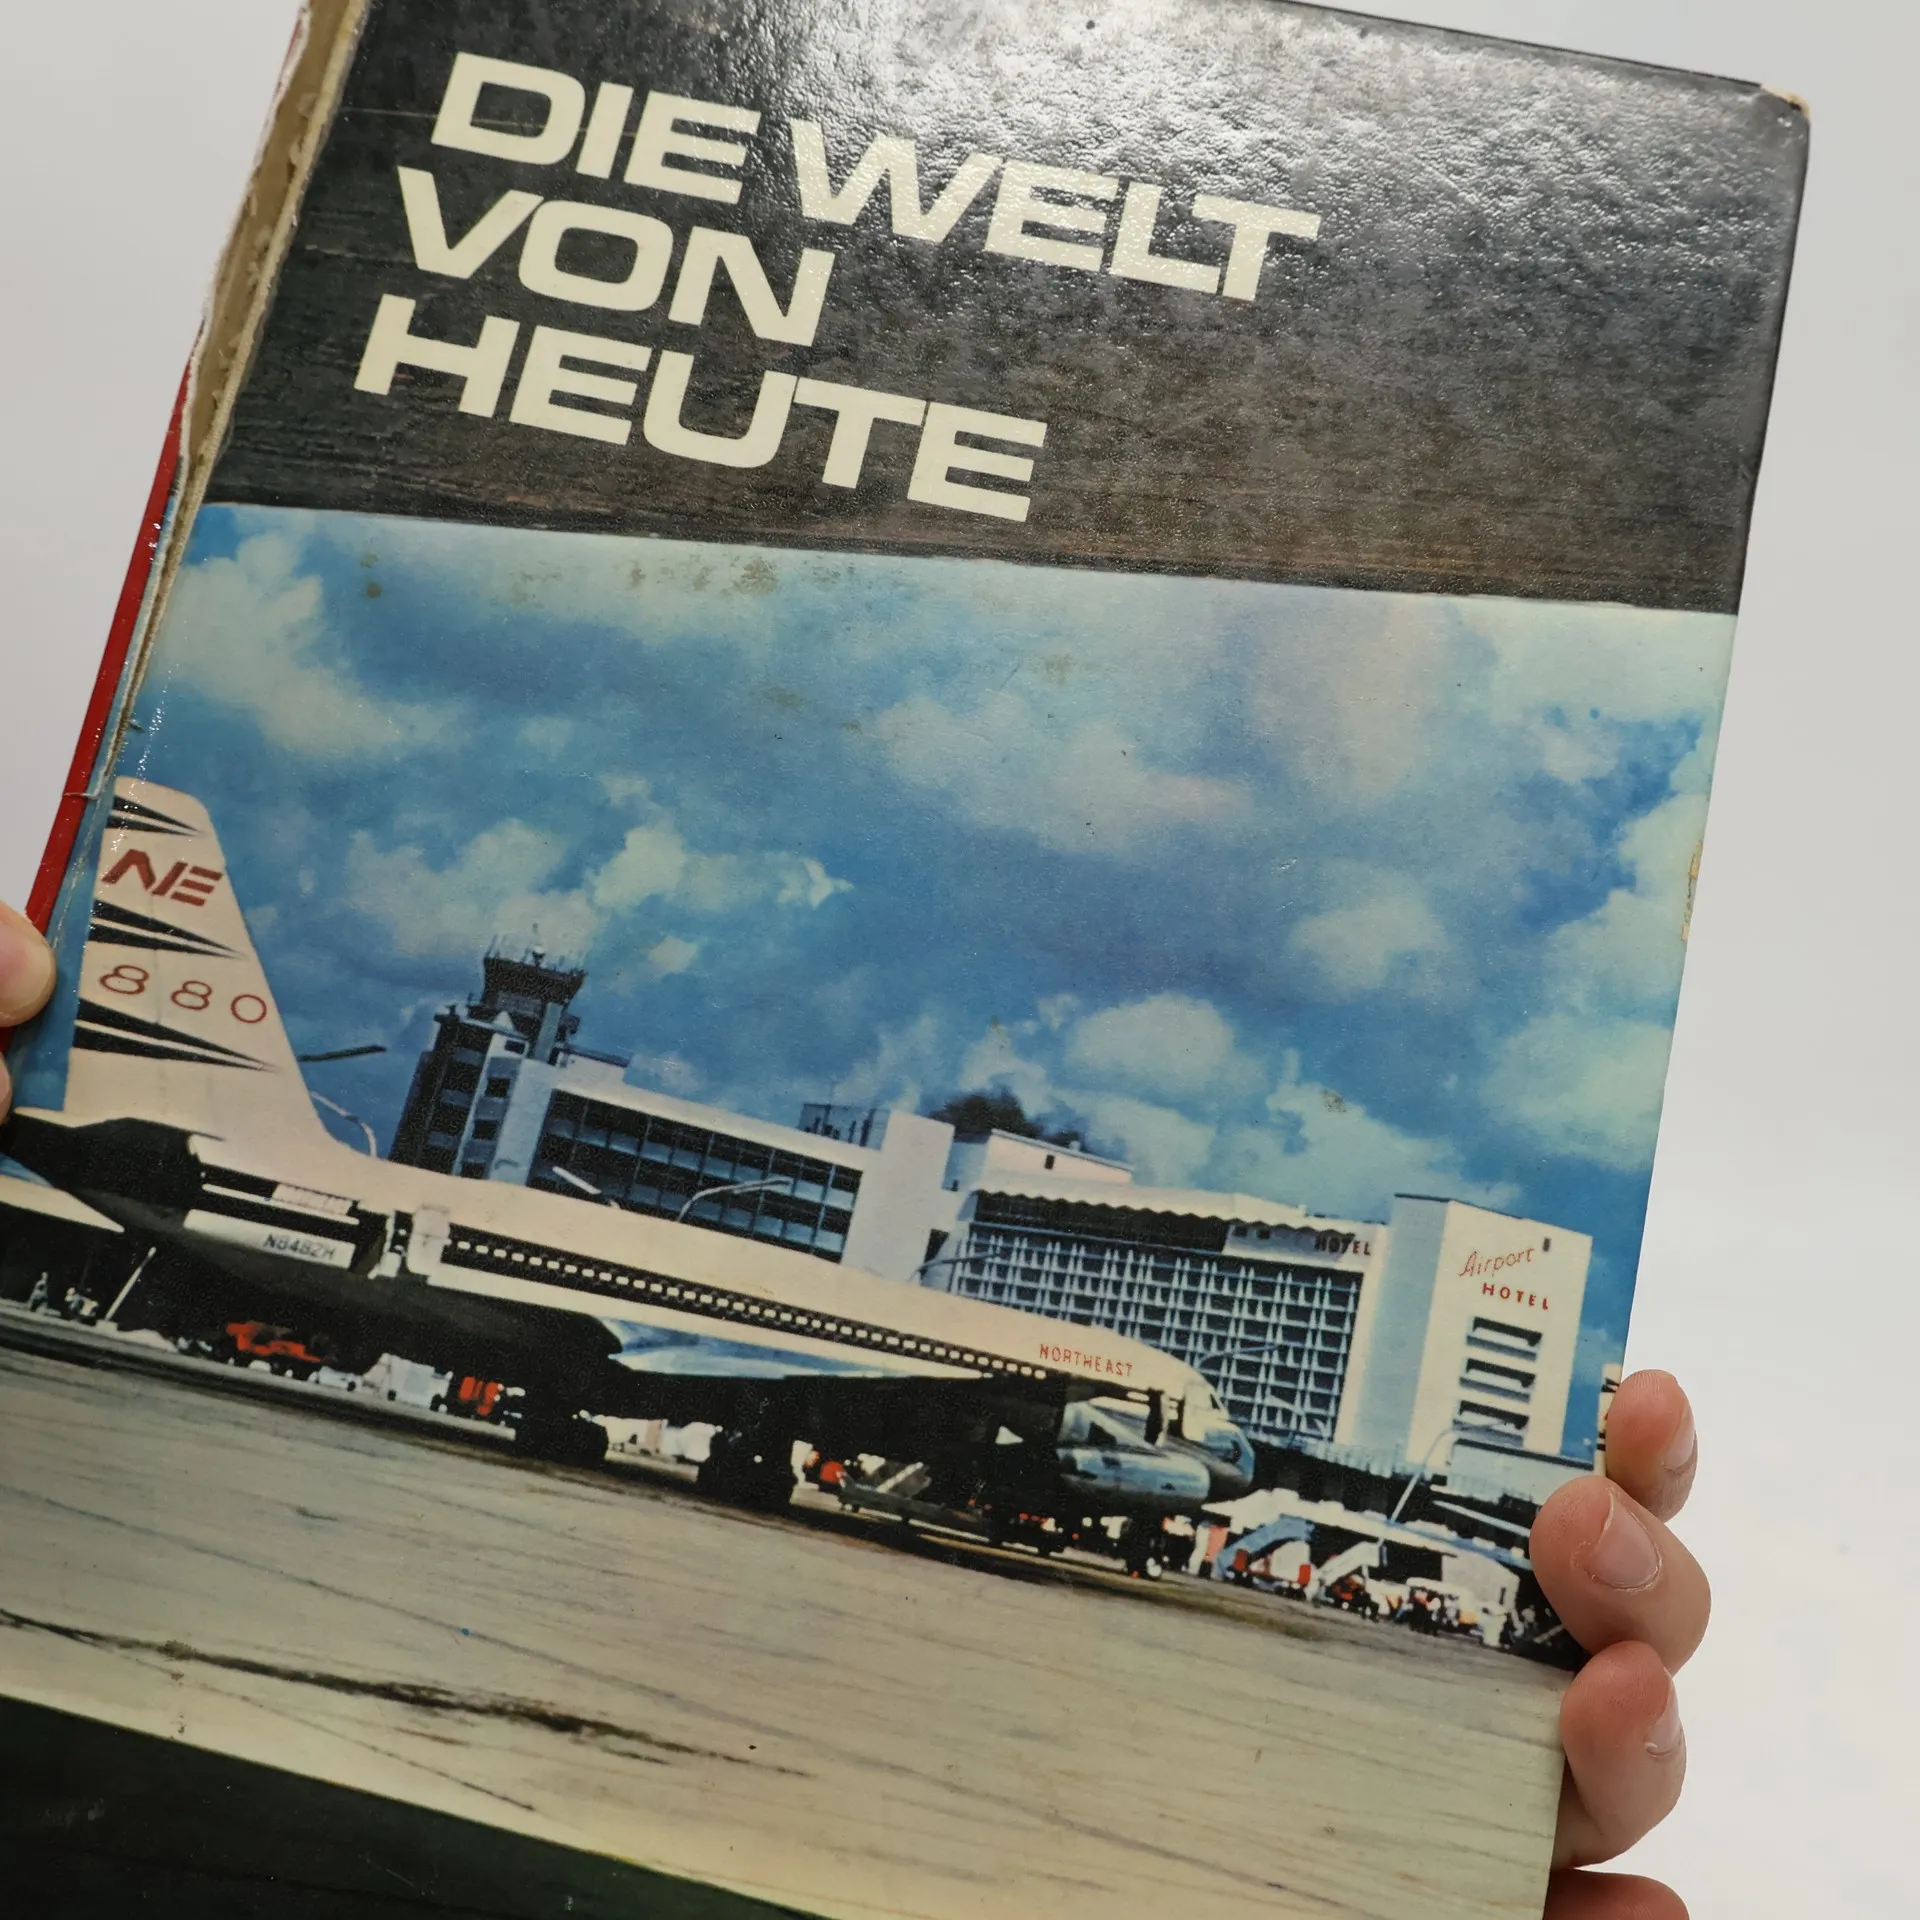 DIE WELT
VON
HEUTE
NE
880
N8482H
HOTEL
Airport
HOTEL
NORTHEAST